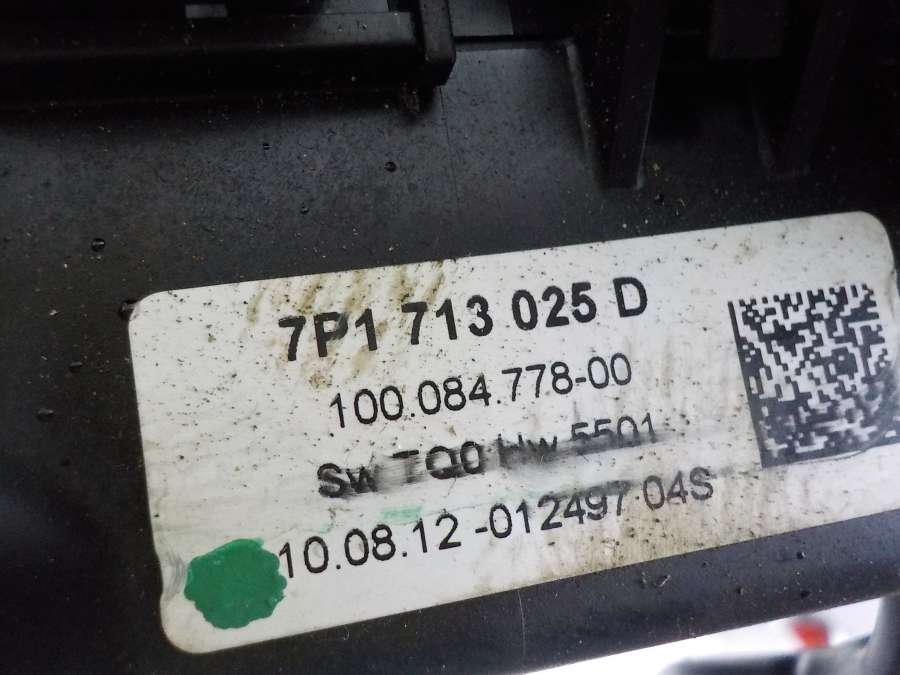 7P1 713 025 D
100.084.778-00
Sw TQ0 Hw 5501
10.08.12 -012497 04S